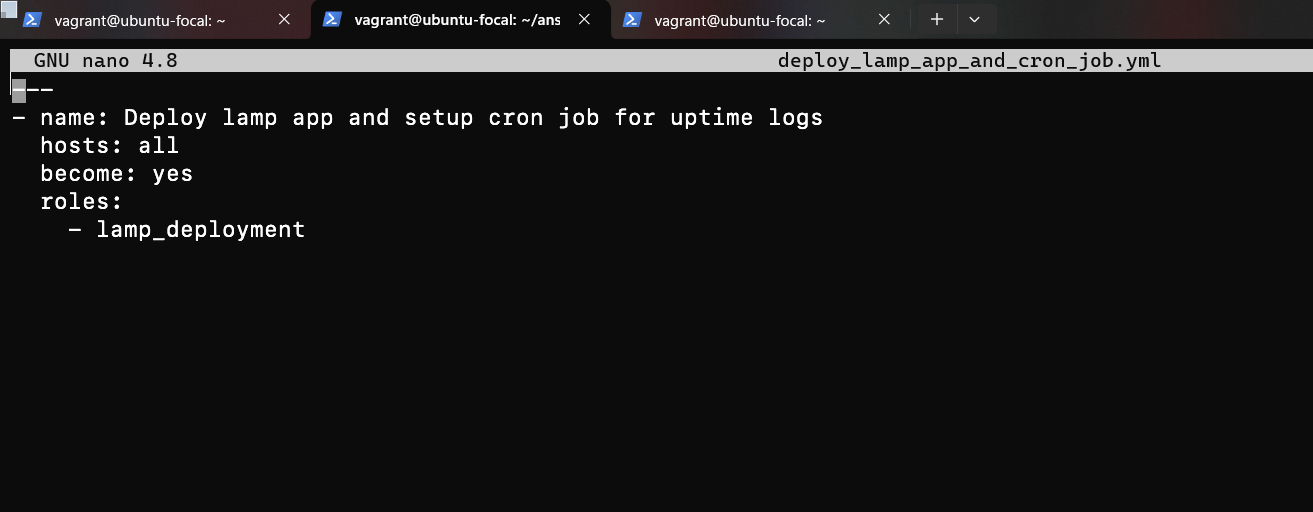 vagrant@ubuntu-focal: ~
vagrant@ubuntu-focal: ~/ans
vagrant@ubuntu-focal: ~
GNU nano 4.8
deploy_lamp_app_and_cron_job.yml
---
- name: Deploy lamp app and setup cron job for uptime logs
  hosts: all
  become: yes
  roles:
    - lamp_deployment